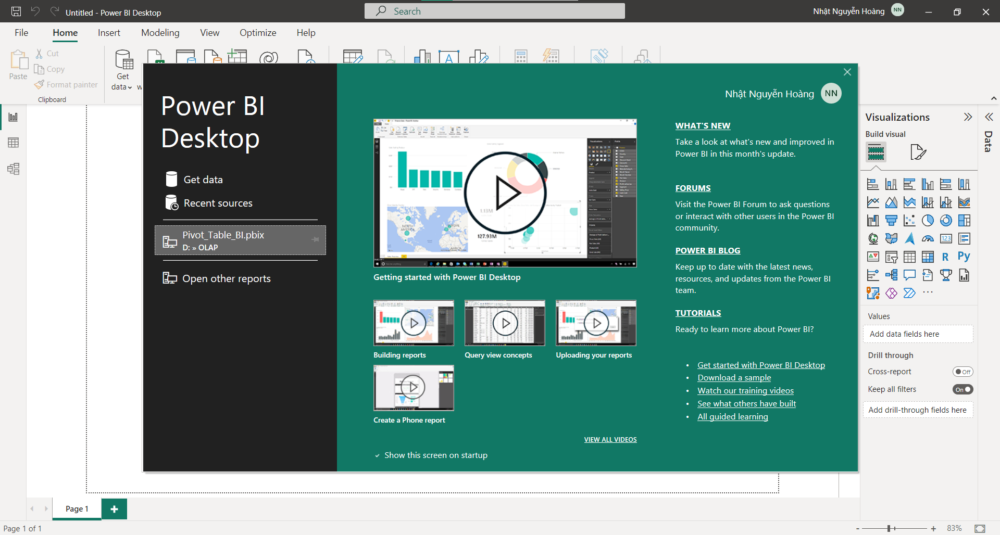 Untitled - Power BI Desktop
Search
Nhật Nguyễn Hoàng
NN
File
Home
Insert
Modeling
View
Optimize
Help
Paste
Cut
Copy
Format painter
Clipboard
Get
data
w
Power BI
Desktop
Get data
Recent sources
Pivot_Table_BI.pbix
D: » OLAP
Open other reports
Nhật Nguyễn Hoàng
NN
NORTH
AMERICA
1.13M
127.93M
Getting started with Power BI Desktop
Building reports
Query view concepts
Uploading your reports
Create a Phone report
VIEW ALL VIDEOS
Show this screen on startup
WHAT'S NEW
Take a look at what's new and improved in
Power BI in this month's update.
FORUMS
Visit the Power BI Forum to ask questions
or interact with other users in the Power BI
community.
POWER BI BLOG
Keep up to date with the latest news,
resources, and updates from the Power BI
team.
TUTORIALS
Ready to learn more about Power BI?
• Get started with Power BI Desktop
• Download a sample
• Watch our training videos
• See what others have built
• All guided learning
Visualizations
Build visual
123
R
Py
Values
Add data fields here
Drill through
Cross-report
Off
Keep all filters
On
Add drill-through fields here
Data
Page 1
Page 1 of 1
83%